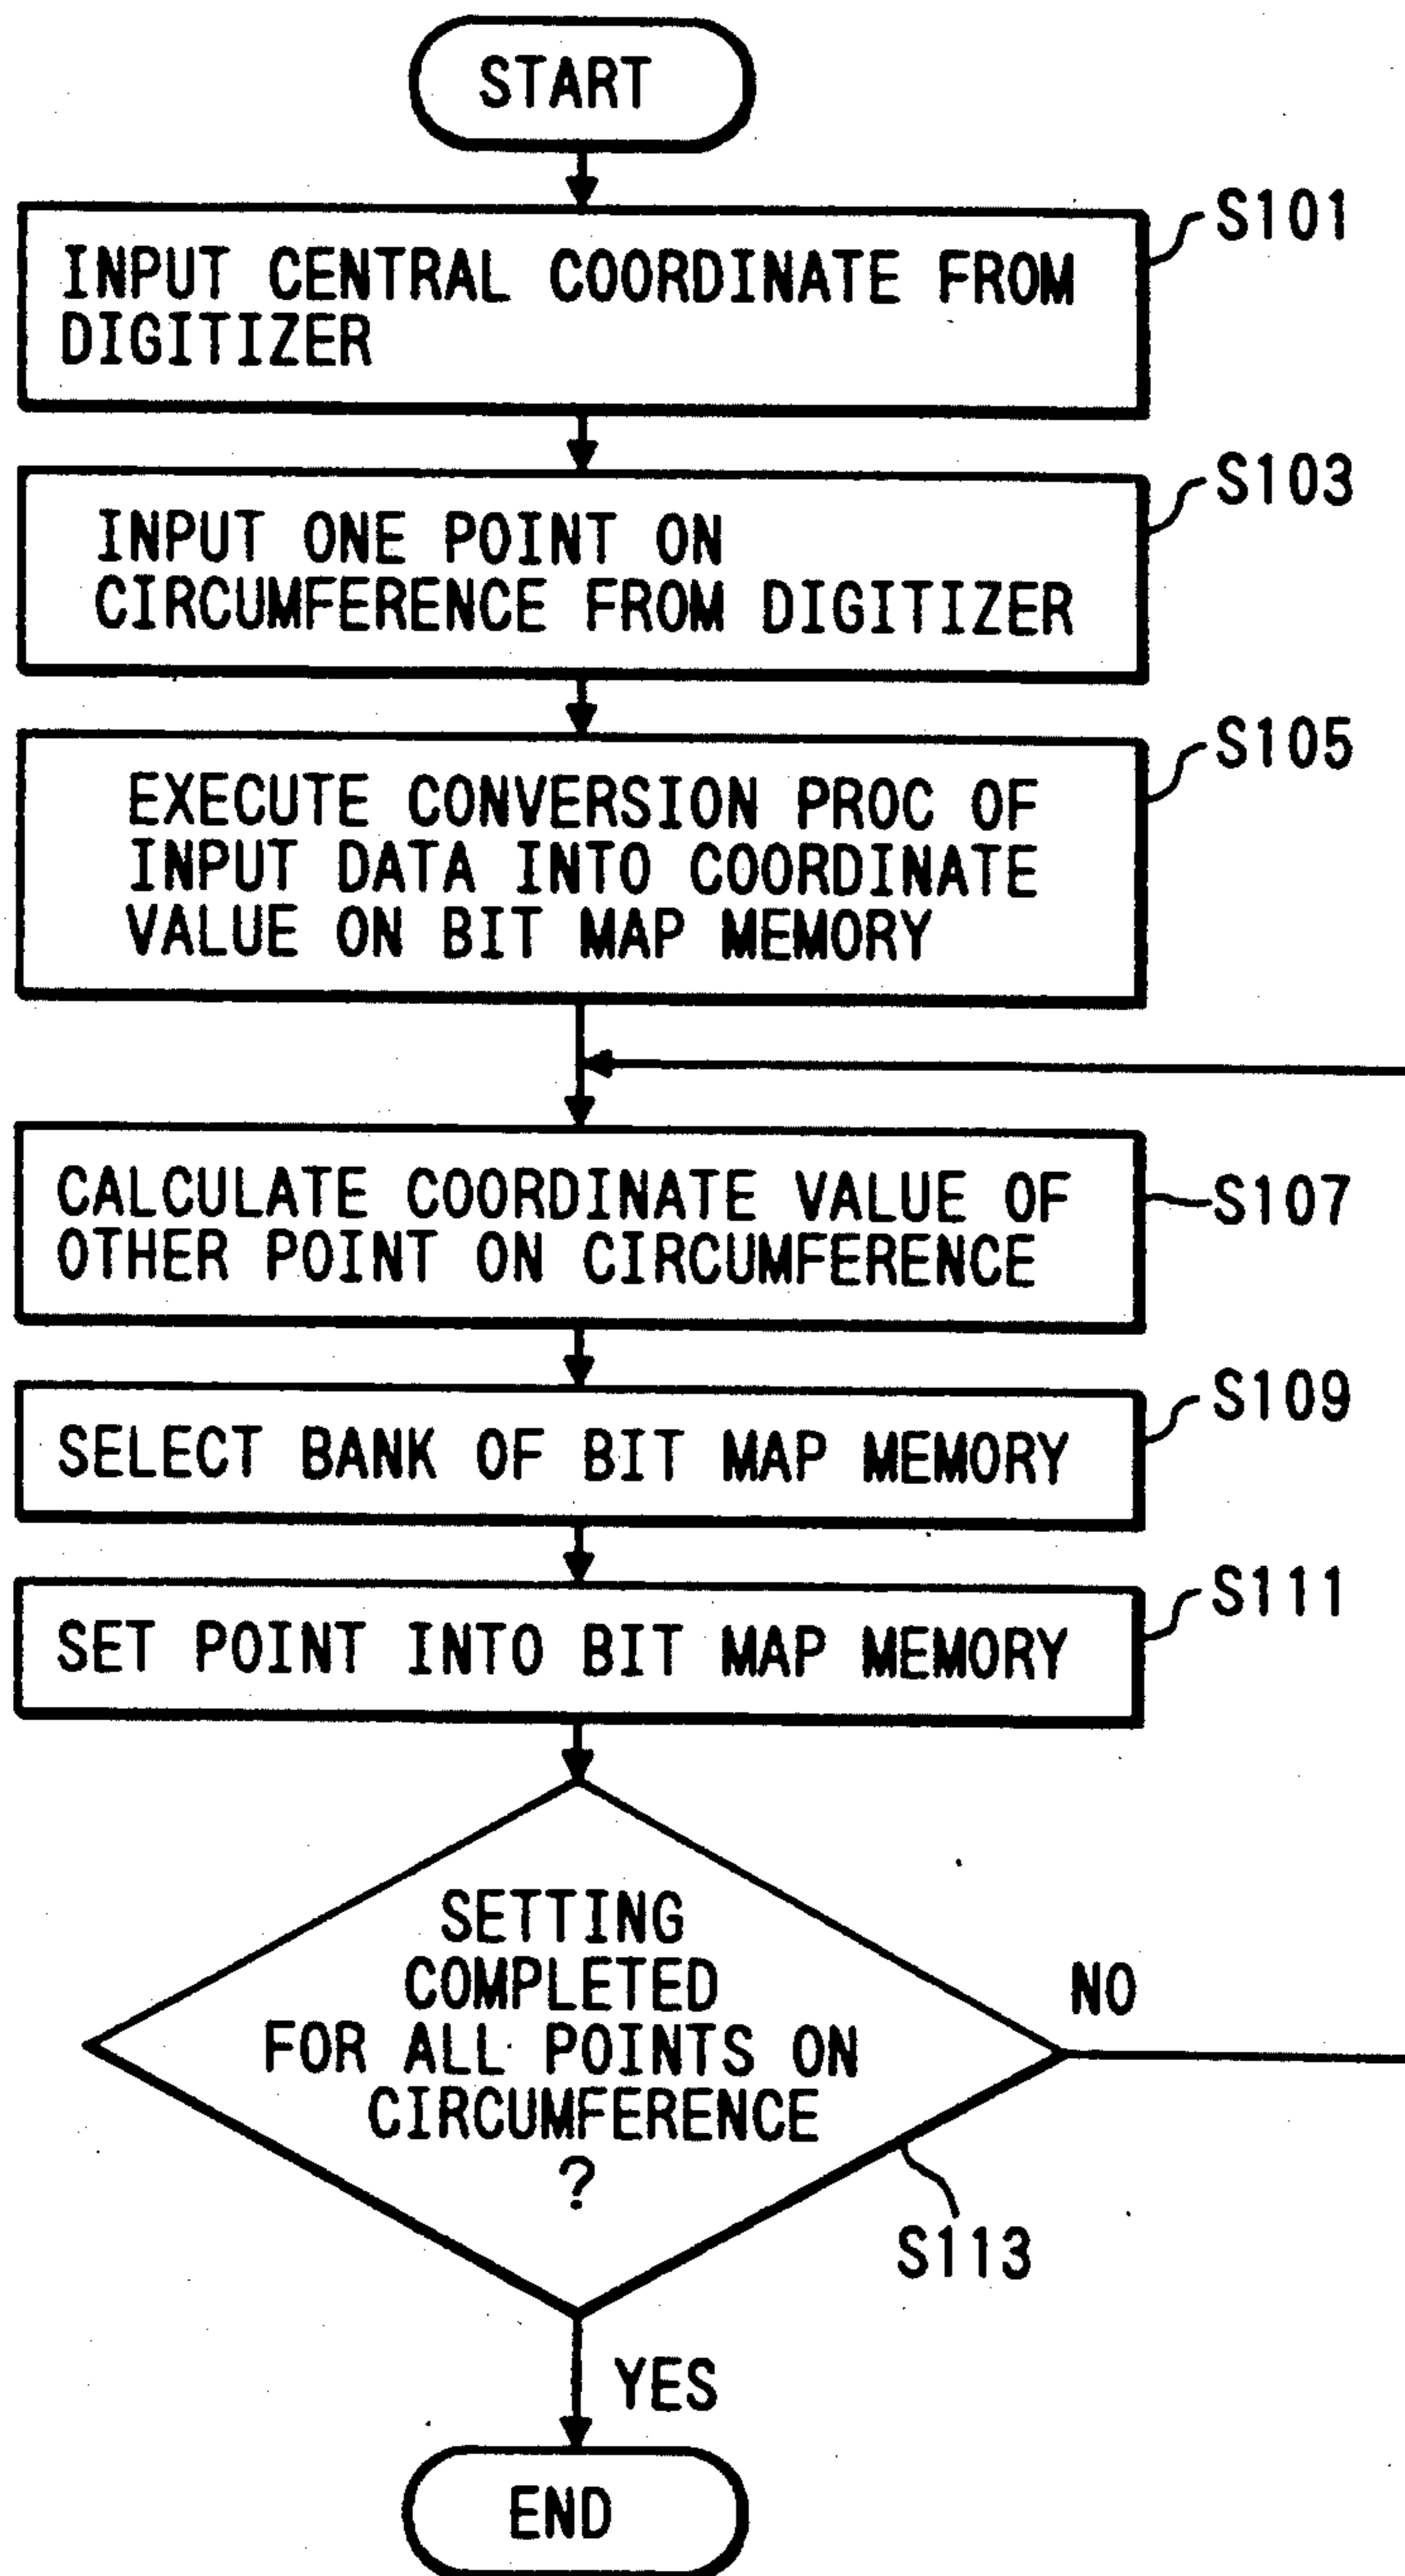 START
S101
INPUT CENTRAL COORDINATE FROM
DIGITIZER
S103
INPUT ONE POINT ON
CIRCUMFERENCE FROM DIGITIZER
S105
EXECUTE CONVERSION PROC OF
INPUT DATA INTO COORDINATE
VALUE ON BIT MAP MEMORY
CALCULATE COORDINATE VALUE OF
S107
OTHER POINT ON CIRCUMFERENCE
S109
SELECT BANK OF BIT MAP MEMORY
S111
SET POINT INTO BIT MAP MEMORY
SETTING
COMPLETED
NO
FOR ALL POINTS ON
CIRCUMFERENCE
?
S113
YES
END